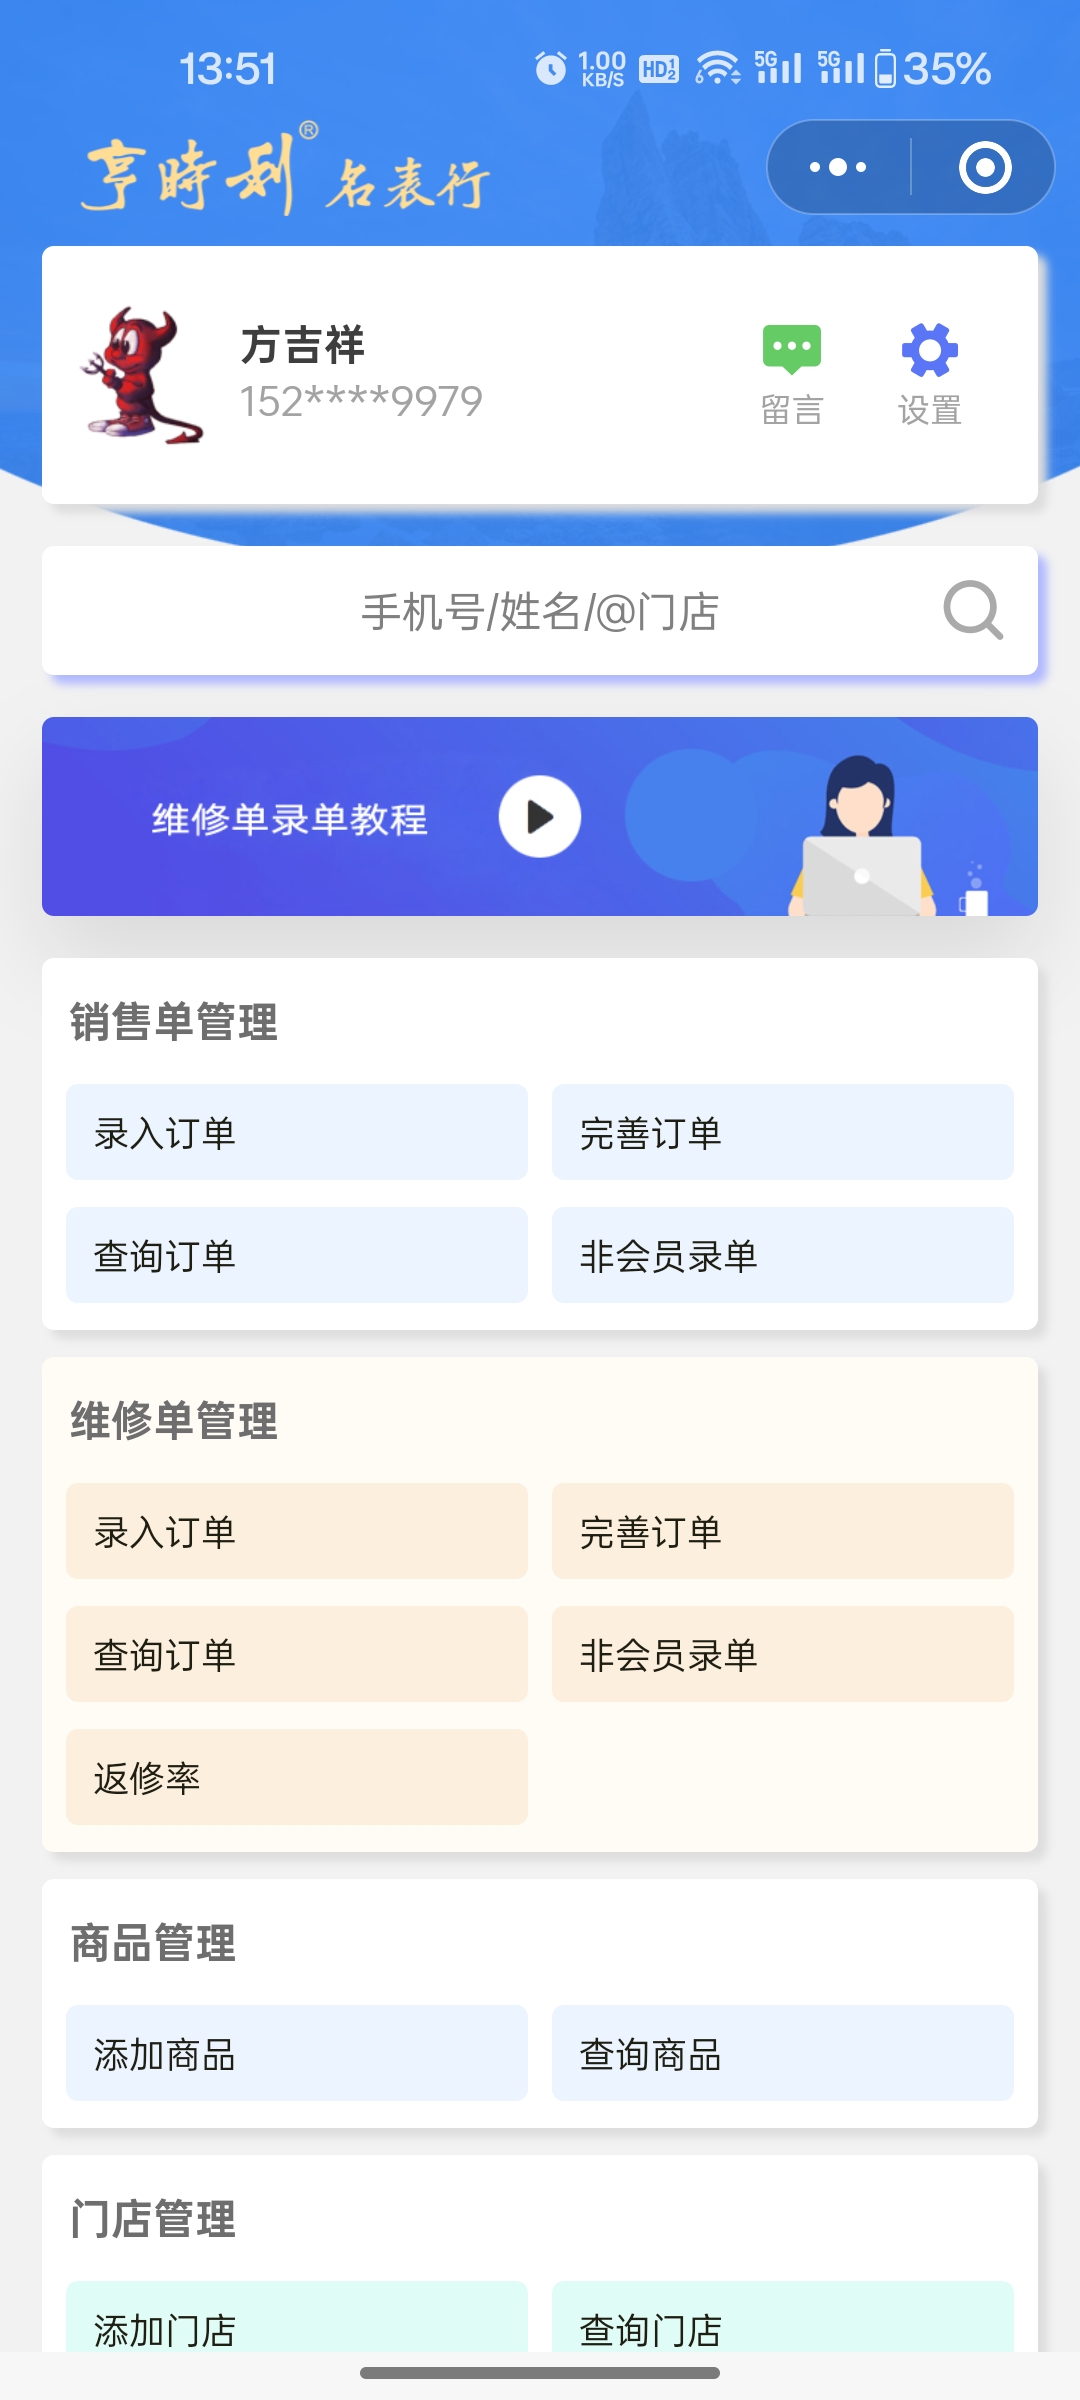 13:51
1.00 KB/S HD 1 2 6 5G 5G 35%
亨時利® 名表行
方吉祥
152****9979
留言 设置
手机号/姓名/@门店
维修单录单教程
销售单管理
录入订单 完善订单
查询订单 非会员录单
维修单管理
录入订单 完善订单
查询订单 非会员录单
返修率
商品管理
添加商品 查询商品
门店管理
添加门店 查询门店